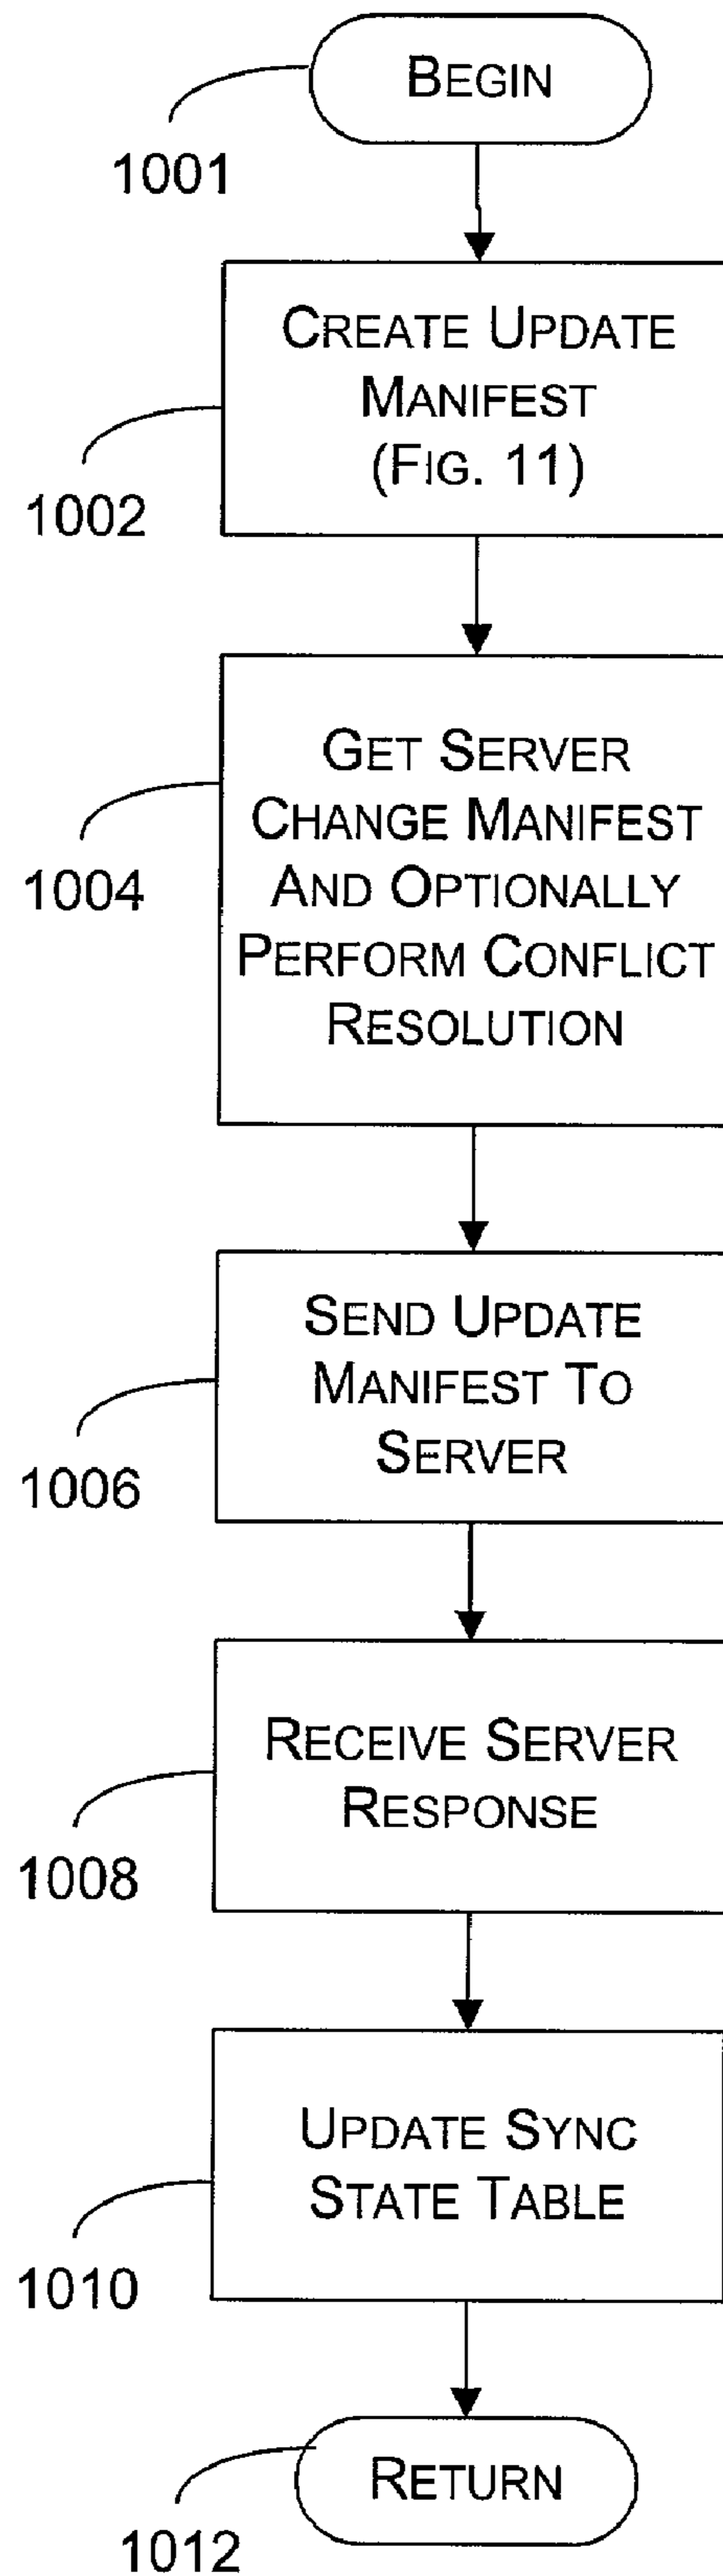 BEGIN
1001
CREATE UPDATE
MANIFEST
(FIG. 11)
1002
GET SERVER
CHANGE MANIFEST
AND OPTIONALLY
PERFORM CONFLICT
RESOLUTION
1004
SEND UPDATE
MANIFEST TO
SERVER
1006
RECEIVE SERVER
RESPONSE
1008
UPDATE SYNC
STATE TABLE
1010
RETURN
1012